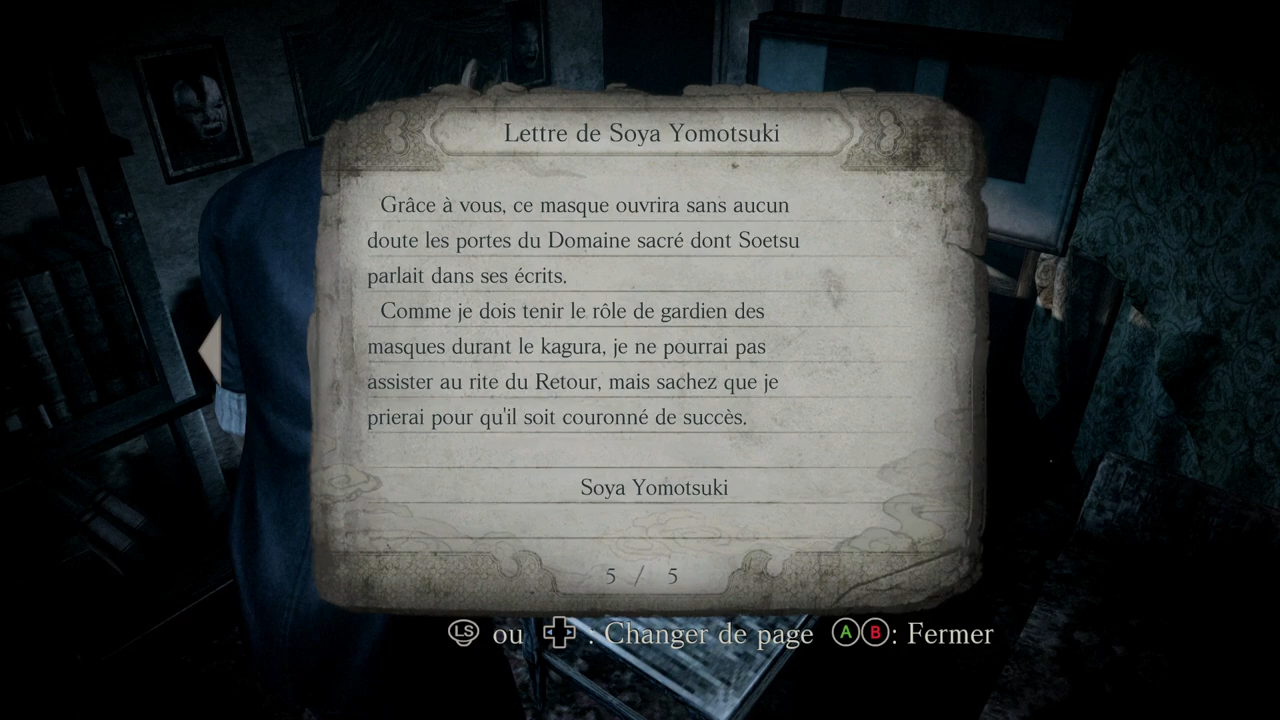 Lettre de Soya Yomotsuki
Grâce à vous, ce masque ouvrira sans aucun
doute les portes du Domaine sacré dont Soetsu
parlait dans ses écrits.
Comme je dois tenir le rôle de gardien des
masques durant le kagura, je ne pourrai pas
assister au rite du Retour, mais sachez que je
prierai pour qu'il soit couronné de succès.
Soya Yomotsuki
5 / 5
LS ou : Changer de page A B : Fermer